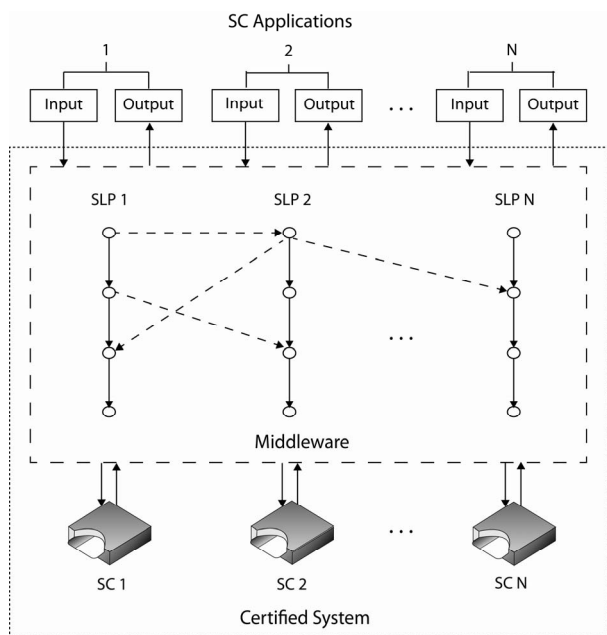 SC Applications
1 2 N
Input Output Input Output ... Input Output
SLP 1 SLP 2 SLP N
...
Middleware
...
SC 1 SC 2 SC N
Certified System